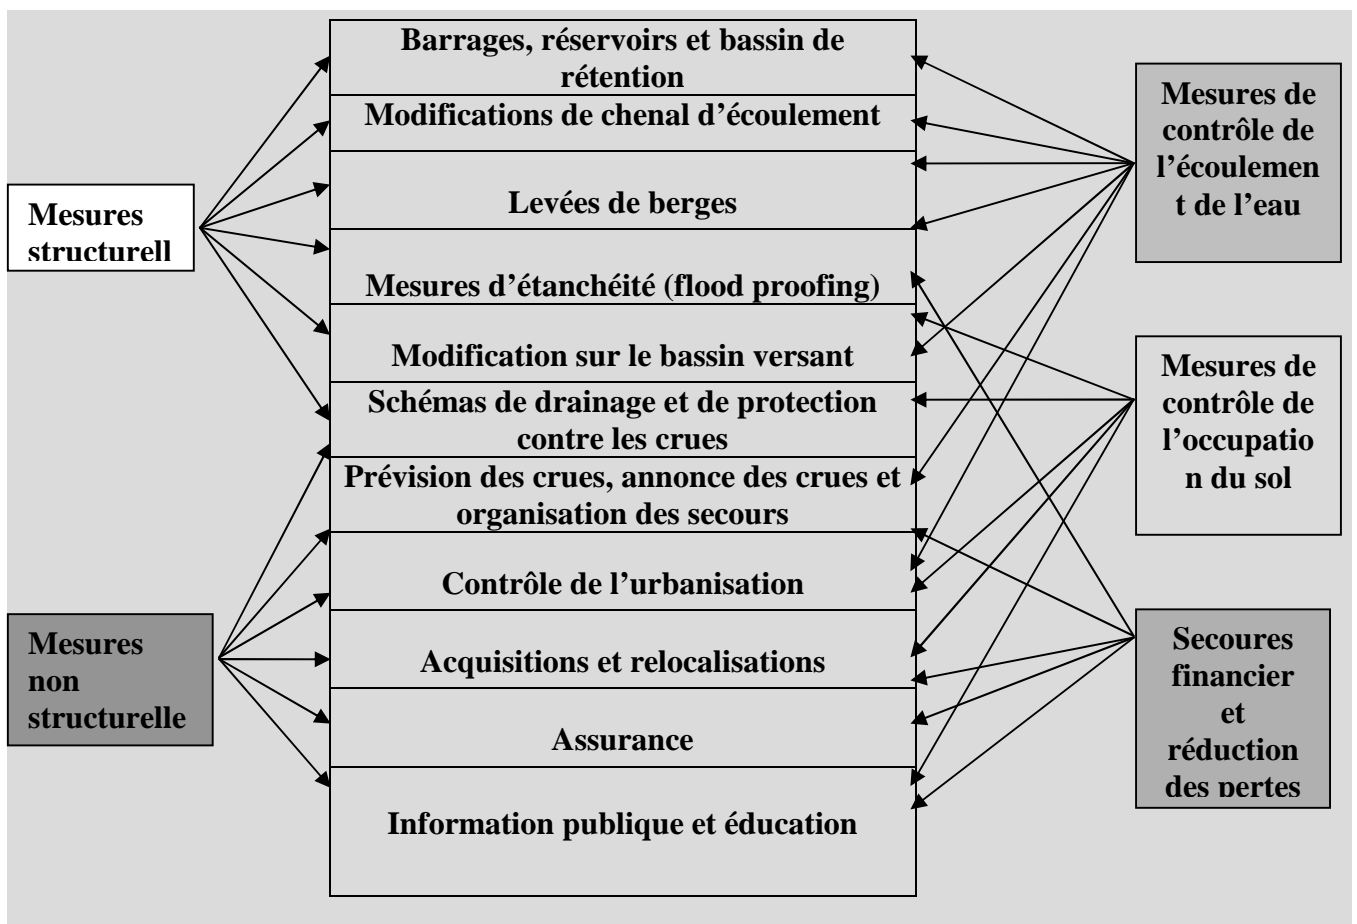 Mesures
structurell
Mesures
non
structurelle
Barrages, réservoirs et bassin de
rétention
Modifications de chenal d’écoulement
Levées de berges
Mesures d’étanchéité (flood proofing)
Modification sur le bassin versant
Schémas de drainage et de protection
contre les crues
Prévision des crues, annonce des crues et
organisation des secours
Contrôle de l’urbanisation
Acquisitions et relocalisations
Assurance
Information publique et éducation
Mesures de
contrôle de
l’écoulemen
t de l’eau
Mesures de
contrôle de
l’occupatio
n du sol
Secoures
financier
et
réduction
des pertes